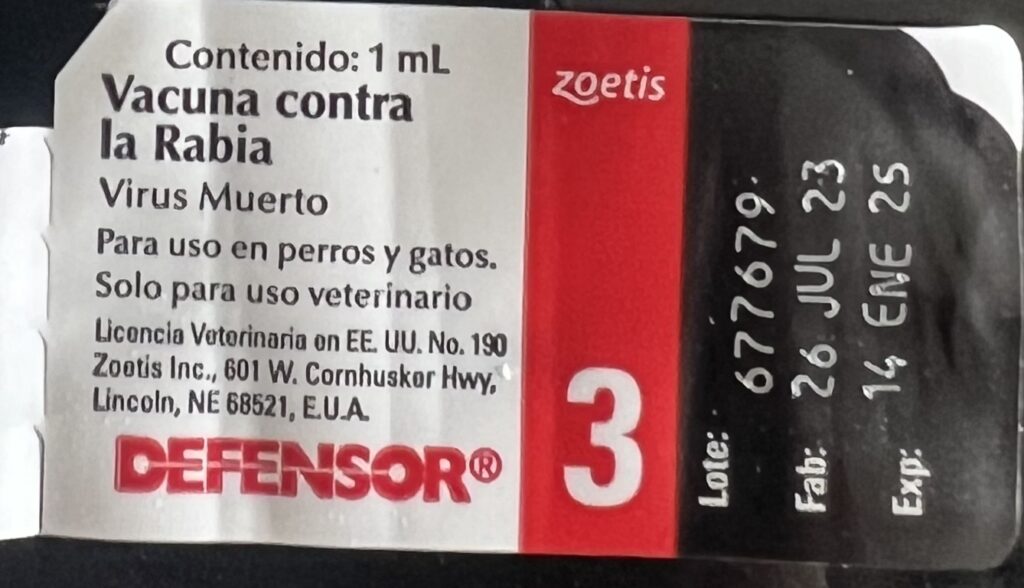 Contenido: 1 mL
Vacuna contra
la Rabia
Virus Muerto
Para uso en perros y gatos.
Solo para uso veterinario
Licencia Veterinaria en EE. UU. No. 190
Zoetis Inc., 601 W. Cornhusker Hwy,
Lincoln, NE 68521, E.U.A.
DEFENSOR®
zoetis
3
Lote: 677679
Fab: 26 JUL 23
Exp: 14 ENE 25